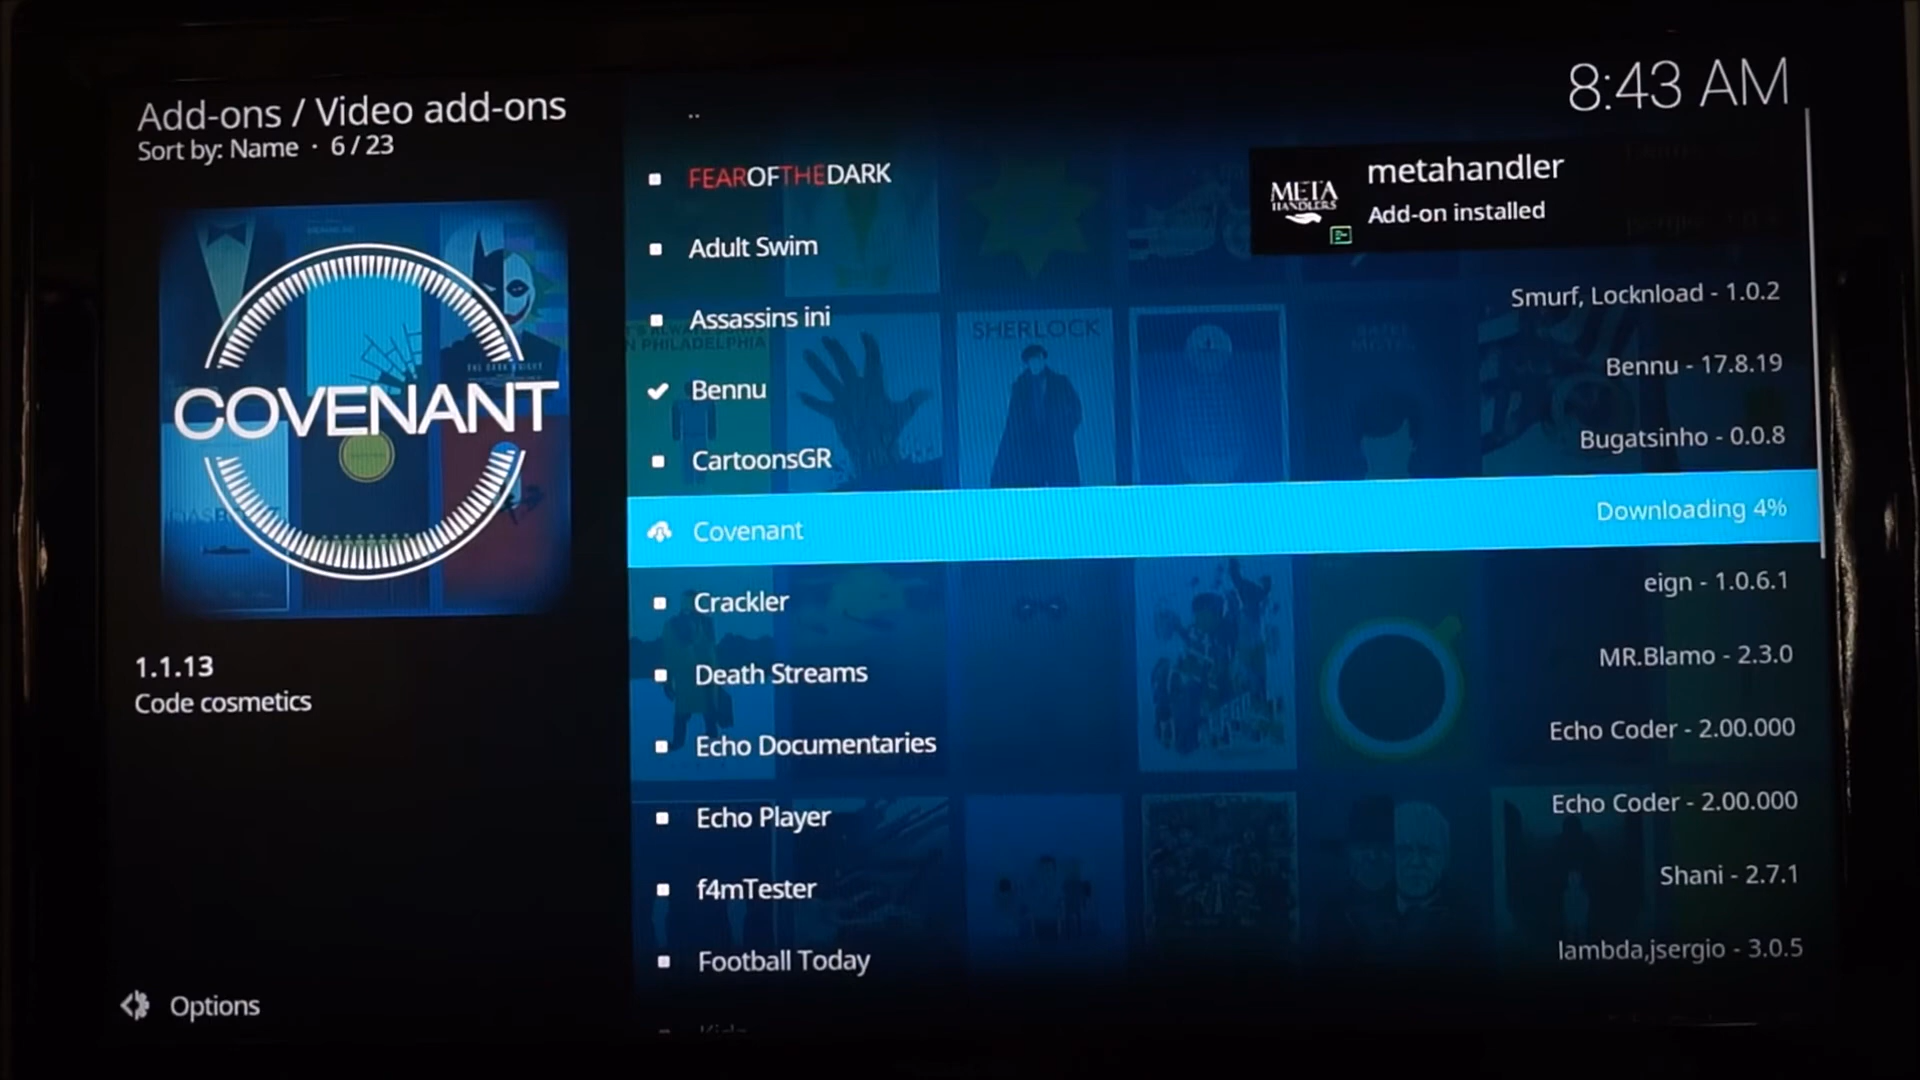 8:43 AM
Add-ons / Video add-ons
Sort by: Name · 6 / 23
..
FEAROFTHEDARK
META
HANDLERS
metahandler
Add-on installed
Adult Swim
Assassins ini
Smurf, Locknload - 1.0.2
SHERLOCK
PHILADELPHIA
Bennu
Bennu - 17.8.19
CartoonsGR
Bugatsinho - 0.0.8
COVENANT
Covenant
Downloading 4%
Crackler
eign - 1.0.6.1
1.1.13
Code cosmetics
Death Streams
MR.Blamo - 2.3.0
Echo Documentaries
Echo Coder - 2.00.000
Echo Player
Echo Coder - 2.00.000
f4mTester
Shani - 2.7.1
Football Today
lambda,jsergio - 3.0.5
Options